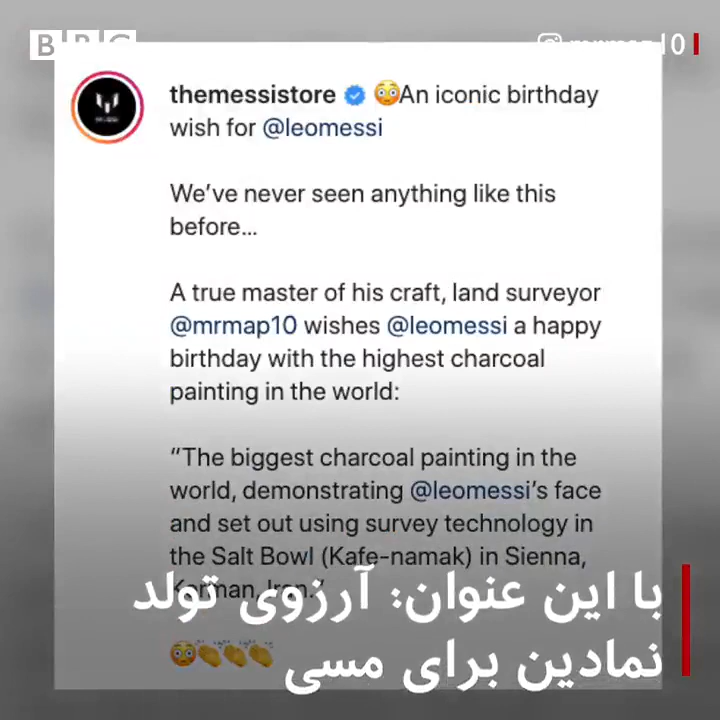 BBC
mrmap10
themessistore 😳An iconic birthday
wish for @leomessi
We've never seen anything like this
before...
A true master of his craft, land surveyor
@mrmap10 wishes @leomessi a happy
birthday with the highest charcoal
painting in the world:
“The biggest charcoal painting in the
world, demonstrating @leomessi's face
and set out using survey technology in
the Salt Bowl (Kafe-namak) in Sienna,
Kerman, Iran.”
😳👏👏👏
با این عنوان: آرزوی تولد
نمادین برای مسی